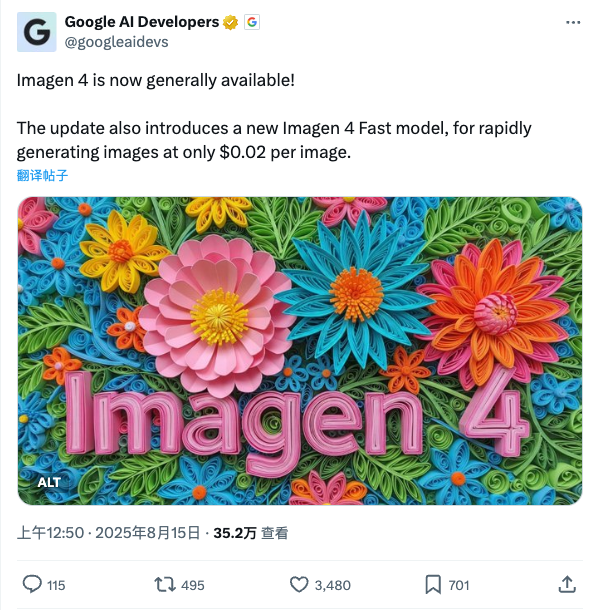 Google AI Developers
@googleaidevs
Imagen 4 is now generally available!
The update also introduces a new Imagen 4 Fast model, for rapidly
generating images at only $0.02 per image.
翻译帖子
Imagen 4
ALT
上午12:50 · 2025年8月15日 · 35.2万 查看
115 495 3,480 701